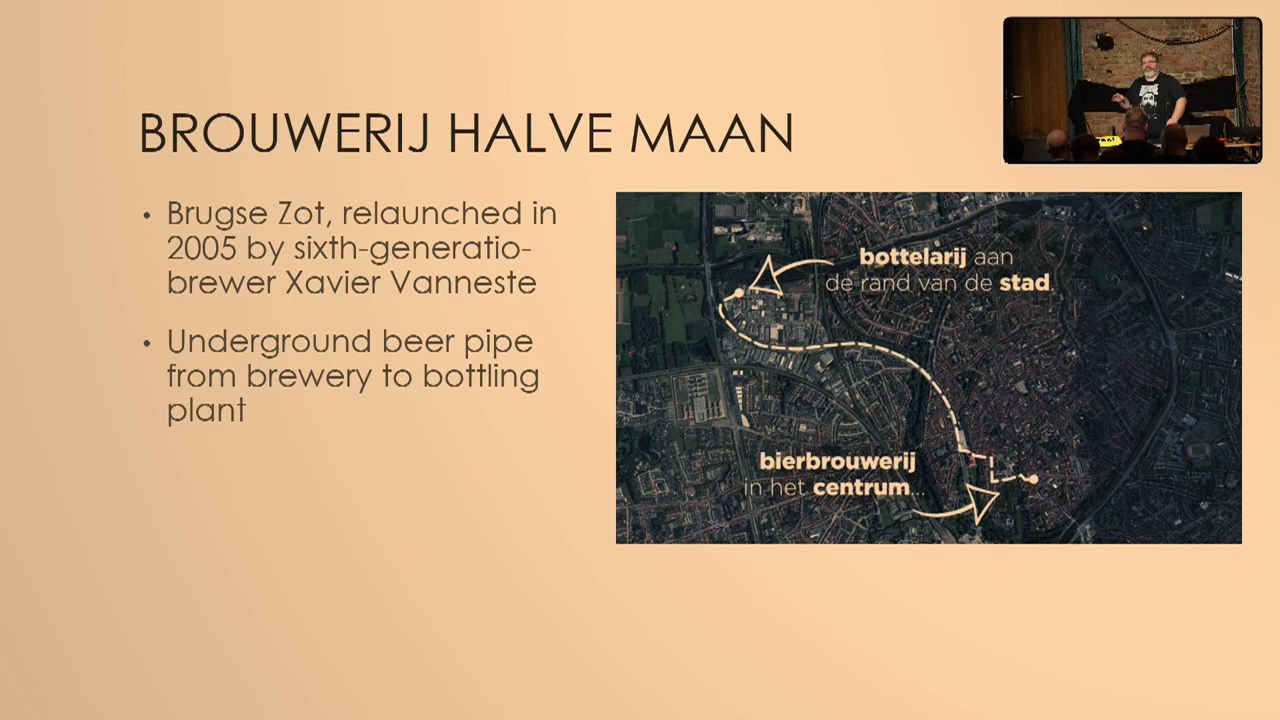 BROUWERIJ HALVE MAAN
• Brugse Zot, relaunched in
2005 by sixth-generatio-
brewer Xavier Vanneste
• Underground beer pipe
from brewery to bottling
plant
bottelarij aan
de rand van de stad.
bierbrouwerij
in het centrum...